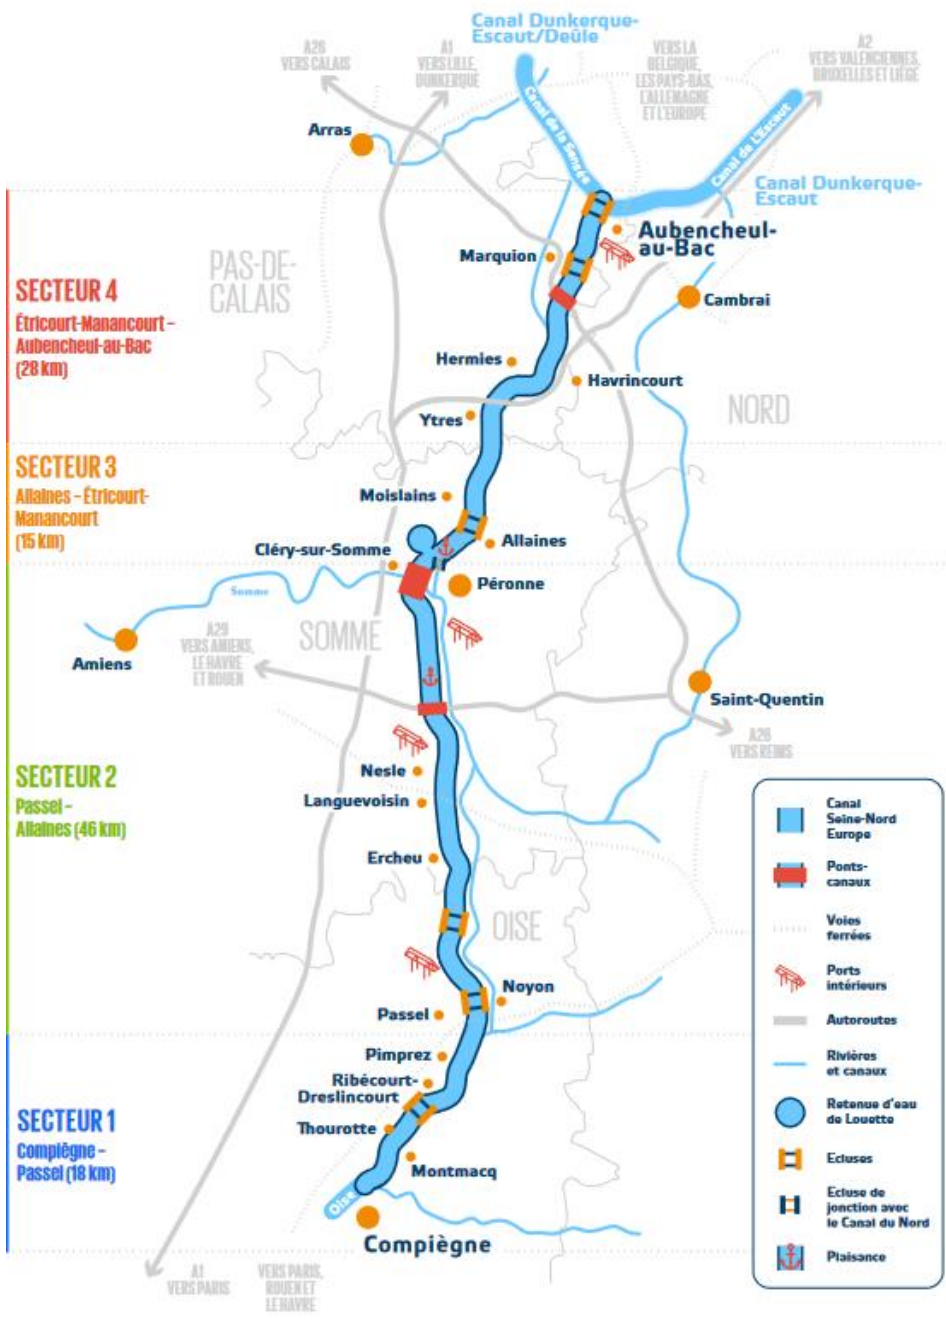 Canal Dunkerque-
Escaut/Deûle
A26
VERS CALAIS
A1
VERS LILLE,
DUNKERQUE
VERS LA
BELGIQUE,
LES PAYS-BAS,
L'ALLEMAGNE
ET L'EUROPE
A2
VERS VALENCIENNES,
BRUXELLES ET LIÈGE
Canal de la Sensée
Canal de L'Escaut
Arras
Canal Dunkerque-
Escaut
Aubencheul-
au-Bac
Marquion
PAS-DE-
CALAIS
Cambrai
SECTEUR 4
Étricourt-Manancourt –
Aubencheul-au-Bac
(28 km)
Hermies
Havrincourt
Ytres
NORD
SECTEUR 3
Allaines – Étricourt-
Manancourt
(15 km)
Moislains
Allaines
Cléry-sur-Somme
Péronne
Somme
Amiens
A29
VERS AMIENS,
LE HAVRE
ET ROUEN
SOMME
Saint-Quentin
A26
VERS REIMS
SECTEUR 2
Passel –
Allaines (46 km)
Nesle
Languevoisin
Ercheu
OISE
Noyon
Passel
Pimprez
Ribécourt-
Dreslincourt
Thourotte
Montmacq
SECTEUR 1
Compiègne –
Passel (18 km)
Oise
Compiègne
A1
VERS PARIS
VERS PARIS,
ROUEN ET
LE HAVRE
Canal
Seine-Nord
Europe
Ponts-
canaux
Voies
ferrées
Ports
intérieurs
Autoroutes
Rivières
et canaux
Retenue d'eau
de Louette
Ecluses
Ecluse de
jonction avec
le Canal du Nord
Plaisance